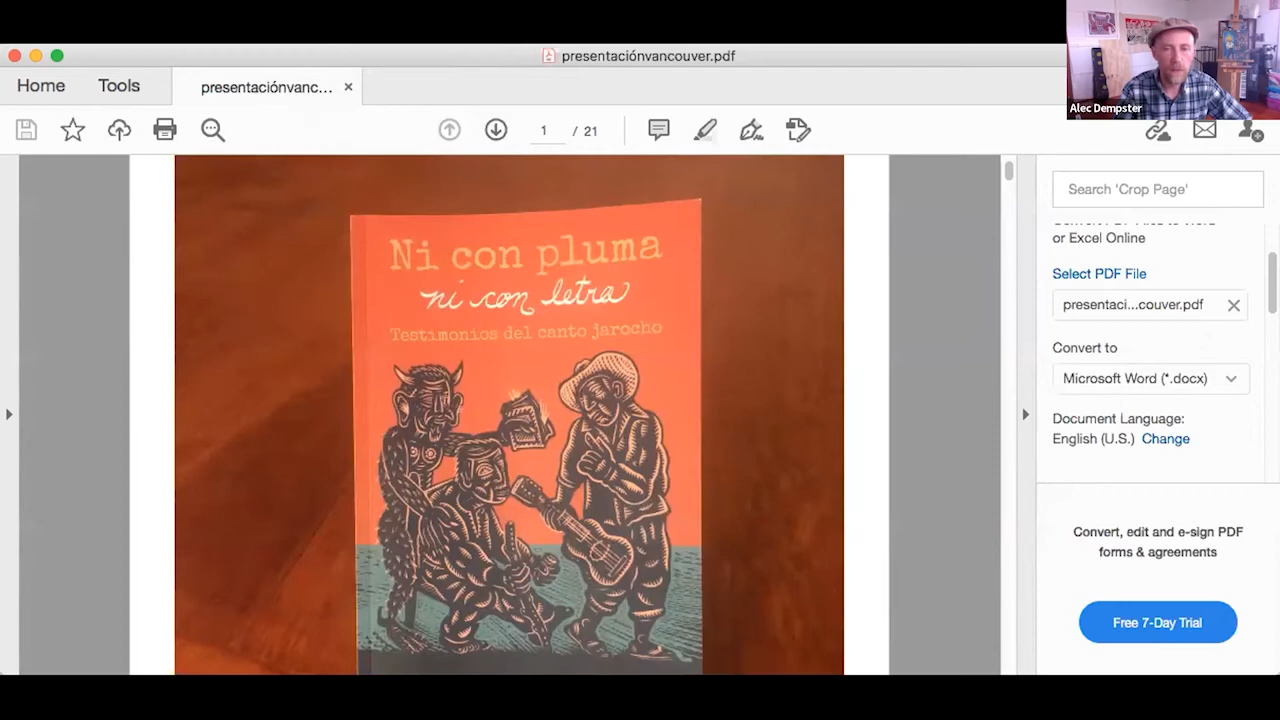 presentaciónvancouver.pdf
Alec Dempster
Home
Tools
presentaciónvanc...
1 / 21
Search 'Crop Page'
Ni con pluma
ni con letra
Testimonios del canto jarocho
or Excel Online
Select PDF File
presentaci...couver.pdf
Convert to
Microsoft Word (*.docx)
Document Language:
English (U.S.) Change
Convert, edit and e-sign PDF
forms & agreements
Free 7-Day Trial